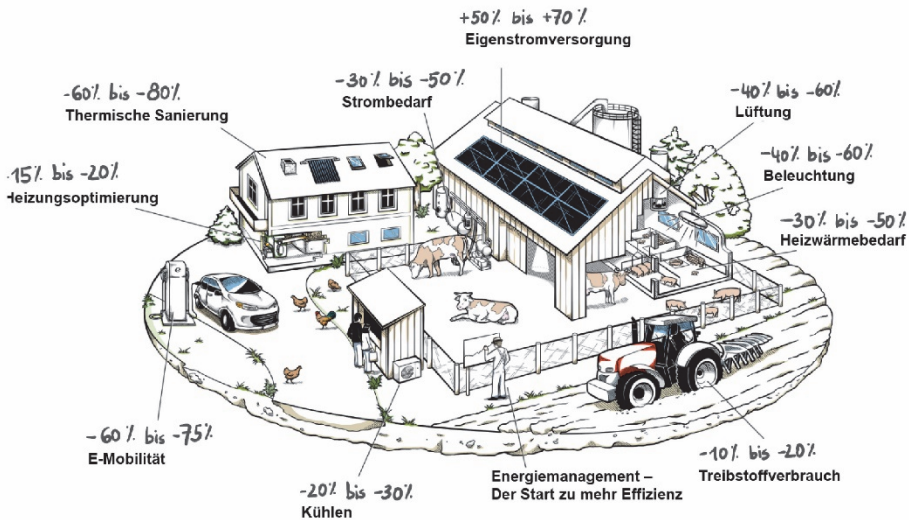 +50% bis +70%
Eigenstromversorgung
-30% bis -50%
Strombedarf
-60% bis -80%
Thermische Sanierung
-40% bis -60%
Lüftung
-40% bis -60%
Beleuchtung
15% bis -20%
Heizungsoptimierung
-30% bis -50%
Heizwärmebedarf
-60% bis -75%
E-Mobilität
-20% bis -30%
Kühlen
Energiemanagement –
Der Start zu mehr Effizienz
-10% bis -20%
Treibstoffverbrauch